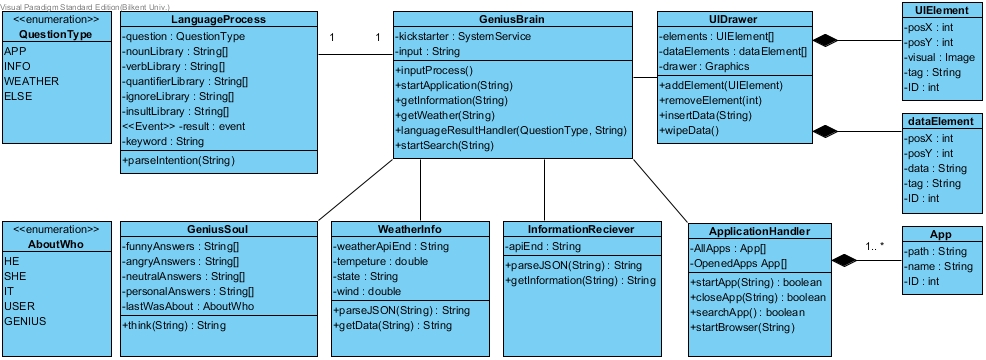 Visual Paradigm Standard Edition(Bilkent Univ.)
<<enumeration>>
QuestionType
APP
INFO
WEATHER
ELSE
LanguageProcess
-question : QuestionType
-nounLibrary : String[]
-verbLibrary : String[]
-quantifierLibrary : String[]
-ignoreLibrary : String[]
-insultLibrary : String[]
<<Event>> -result : event
-keyword : String
+parseIntention(String)
1
1
GeniusBrain
-kickstarter : SystemService
-input : String
+inputProcess()
+startApplication(String)
+getInformation(String)
+getWeather(String)
+languageResultHandler(QuestionType, String)
+startSearch(String)
UIDrawer
-elements : UIElement[]
-dataElements : dataElement[]
-drawer : Graphics
+addElement(UIElement)
+removeElement(int)
+insertData(String)
+wipeData()
UIElement
-posX : int
-posY : int
-visual : Image
-tag : String
-ID : int
dataElement
-posX : int
-posY : int
-data : String
-tag : String
-ID : int
<<enumeration>>
AboutWho
HE
SHE
IT
USER
GENIUS
GeniusSoul
-funnyAnswers : String[]
-angryAnswers : String[]
-neutralAnswers : String[]
-personalAnswers : String[]
-lastWasAbout : AboutWho
+think(String) : String
WeatherInfo
-weatherApiEnd : String
-tempeture : double
-state : String
-wind : double
+parseJSON(String) : String
+getData(String) : String
InformationReciever
-apiEnd : String
+parseJSON(String) : String
+getInformation(String) : String
ApplicationHandler
-AllApps : App[]
-OpenedApps App[]
+startApp(String) : boolean
+closeApp(String) : boolean
+searchApp() : boolean
+startBrowser(String)
1.. *
App
-path : String
-name : String
-ID : int